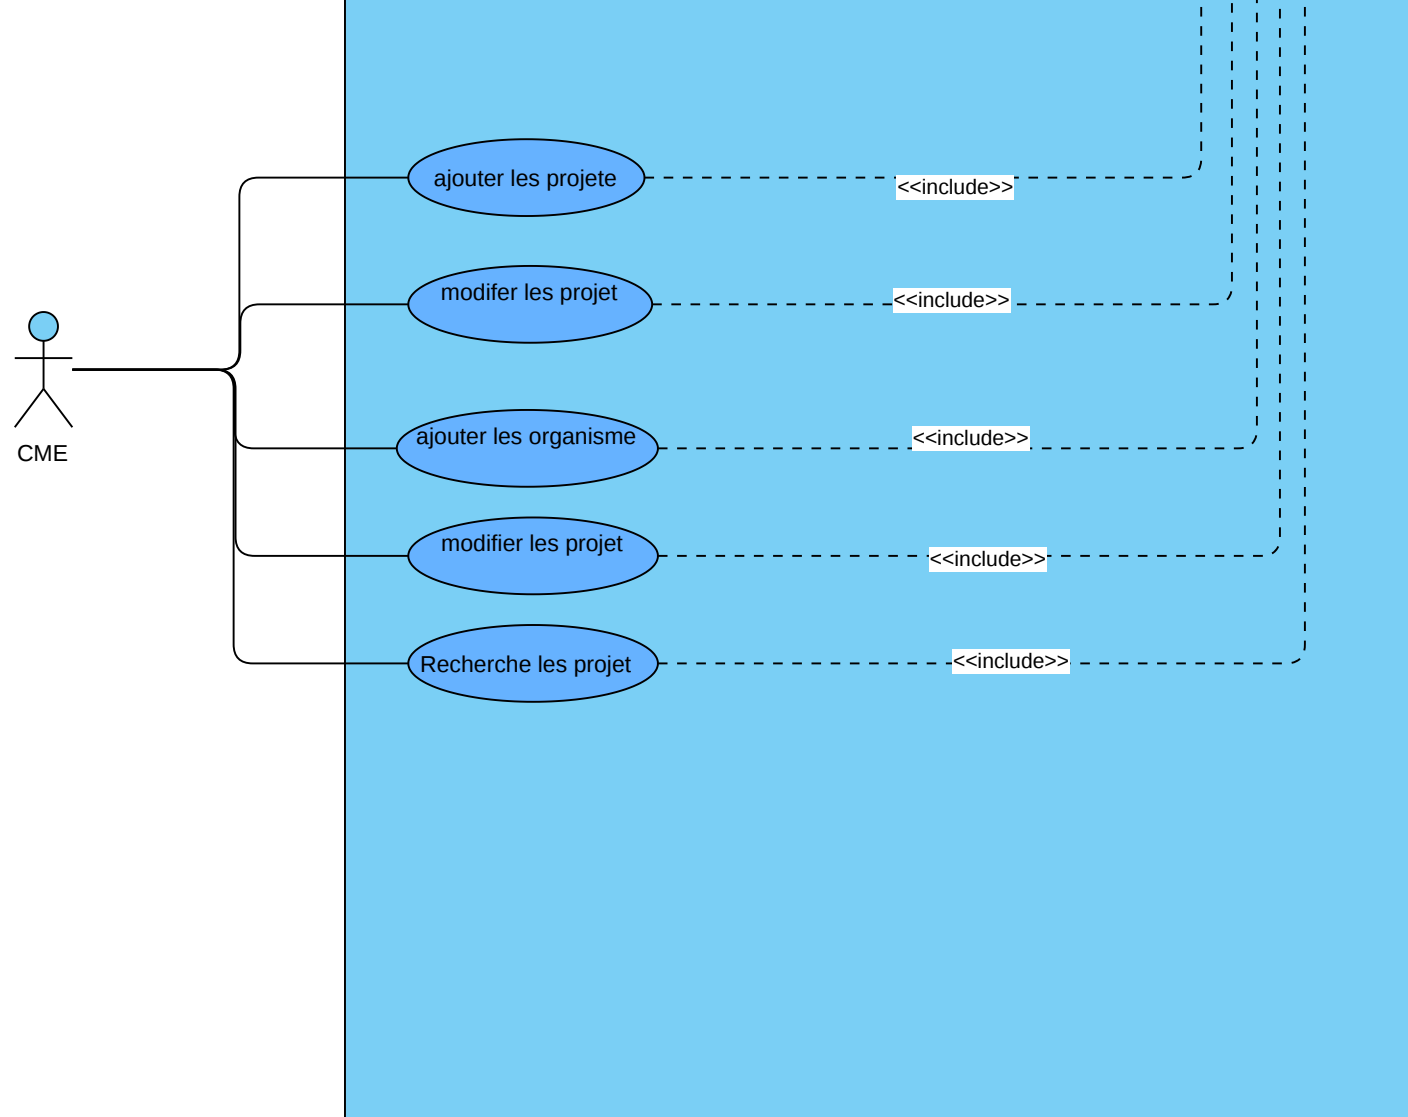 ajouter les projete
<<include>>
modifer les projet
<<include>>
CME
ajouter les organisme
<<include>>
modifier les projet
<<include>>
Recherche les projet
<<include>>